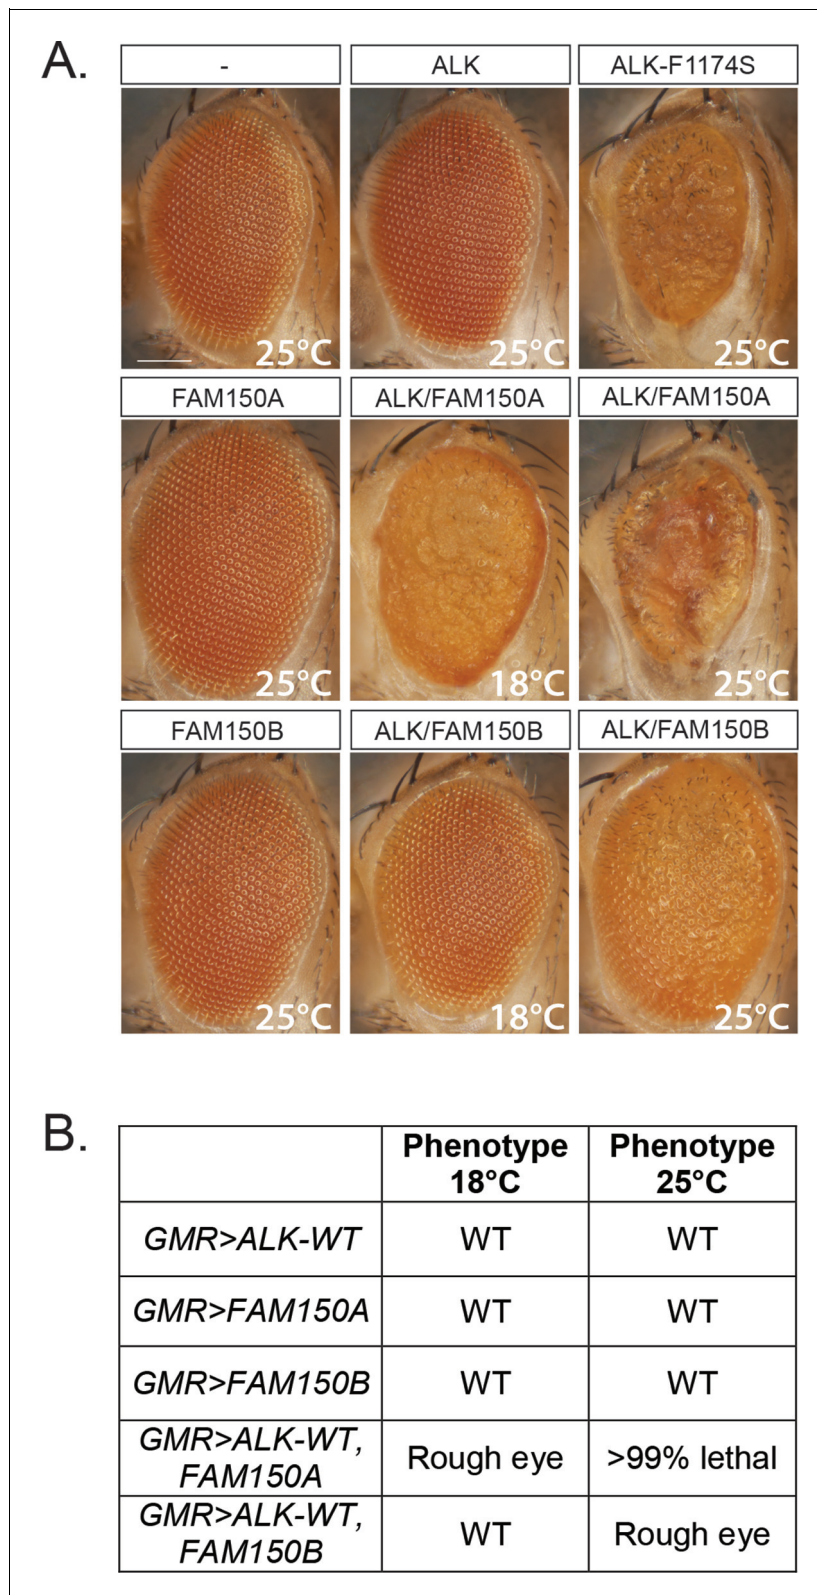 A.
-
ALK
ALK-F1174S
25°C
25°C
25°C
FAM150A
ALK/FAM150A
ALK/FAM150A
25°C
18°C
25°C
FAM150B
ALK/FAM150B
ALK/FAM150B
25°C
18°C
25°C
B.
Phenotype
18°C
Phenotype
25°C
GMR>ALK-WT
WT
WT
GMR>FAM150A
WT
WT
GMR>FAM150B
WT
WT
GMR>ALK-WT,
FAM150A
Rough eye
>99% lethal
GMR>ALK-WT,
FAM150B
WT
Rough eye